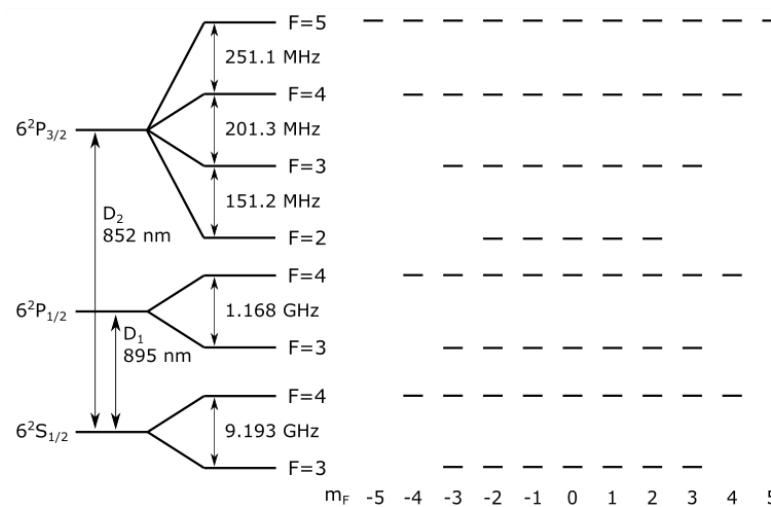 F=5
251.1 MHz
F=4
6²P₃/₂
201.3 MHz
F=3
151.2 MHz
D₂
852 nm
F=2
F=4
6²P₁/₂
1.168 GHz
D₁
895 nm
F=3
F=4
6²S₁/₂
9.193 GHz
F=3
m_F -5 -4 -3 -2 -1 0 1 2 3 4 5